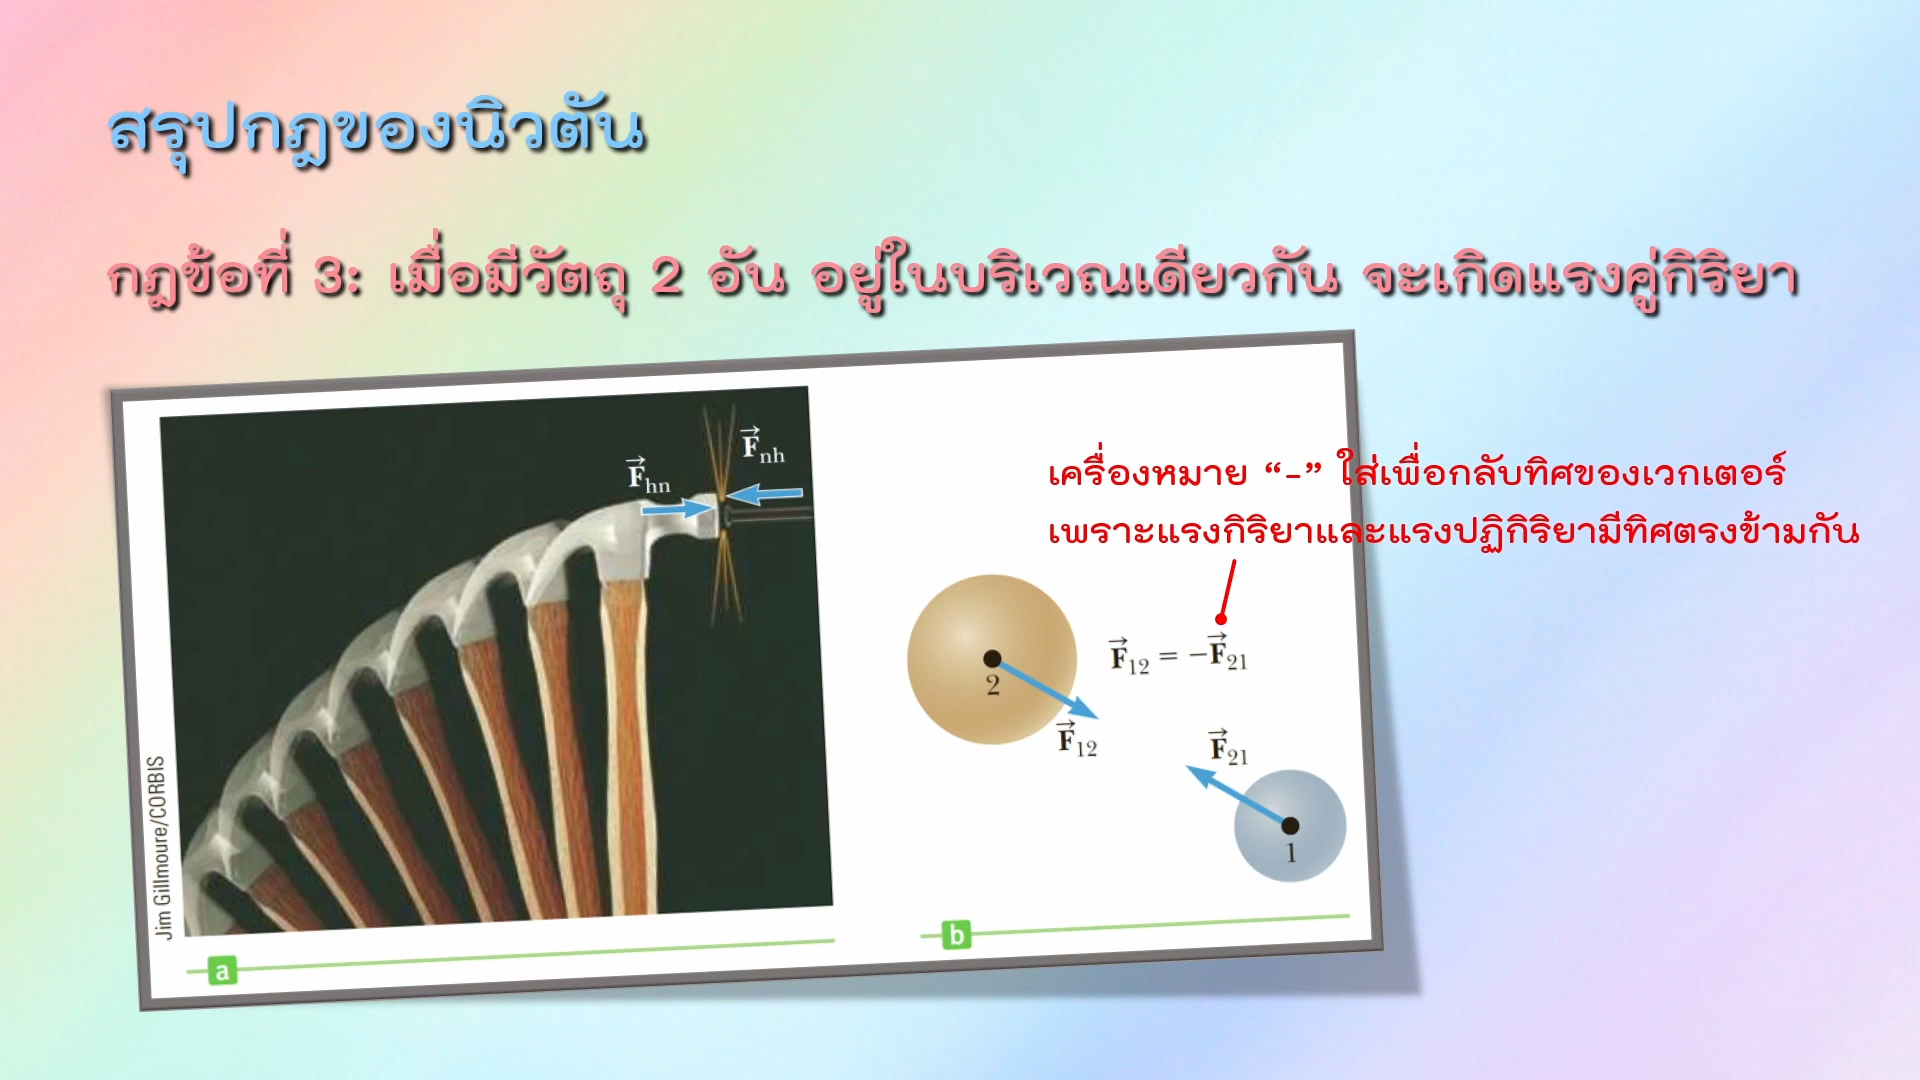 สรุปกฎของนิวตัน
กฎข้อที่ 3: เมื่อมีวัตถุ 2 อัน อยู่ในบริเวณเดียวกัน จะเกิดแรงคู่กิริยา
F⃗hn
F⃗nh
Jim Gillmoure/CORBIS
a
เครื่องหมาย “-” ใส่เพื่อกลับทิศของเวกเตอร์
เพราะแรงกิริยาและแรงปฏิกิริยามีทิศตรงข้ามกัน
F⃗12 = −F⃗21
2
F⃗12
F⃗21
1
b